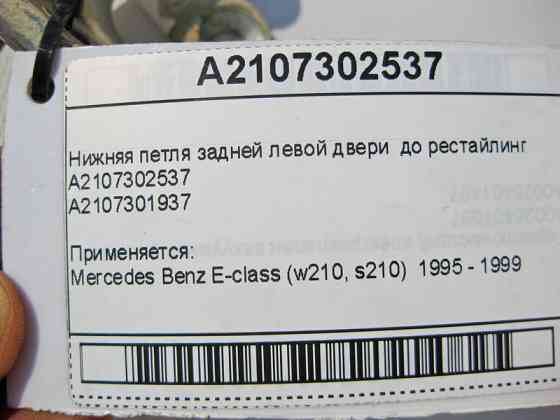 A2107302537
Нижняя петля задней левой двери до рестайлинг
A2107302537
A2107301937
Применяется:
Mercedes Benz E-class (w210, s210) 1995 - 1999